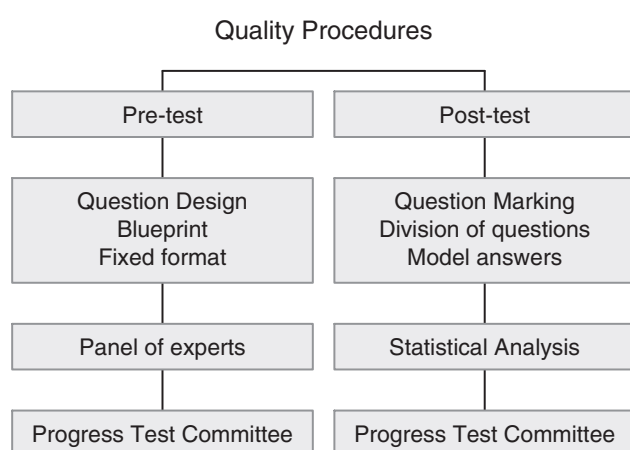 Quality Procedures
Pre-test
Question Design
Blueprint
Fixed format
Panel of experts
Progress Test Committee
Post-test
Question Marking
Division of questions
Model answers
Statistical Analysis
Progress Test Committee